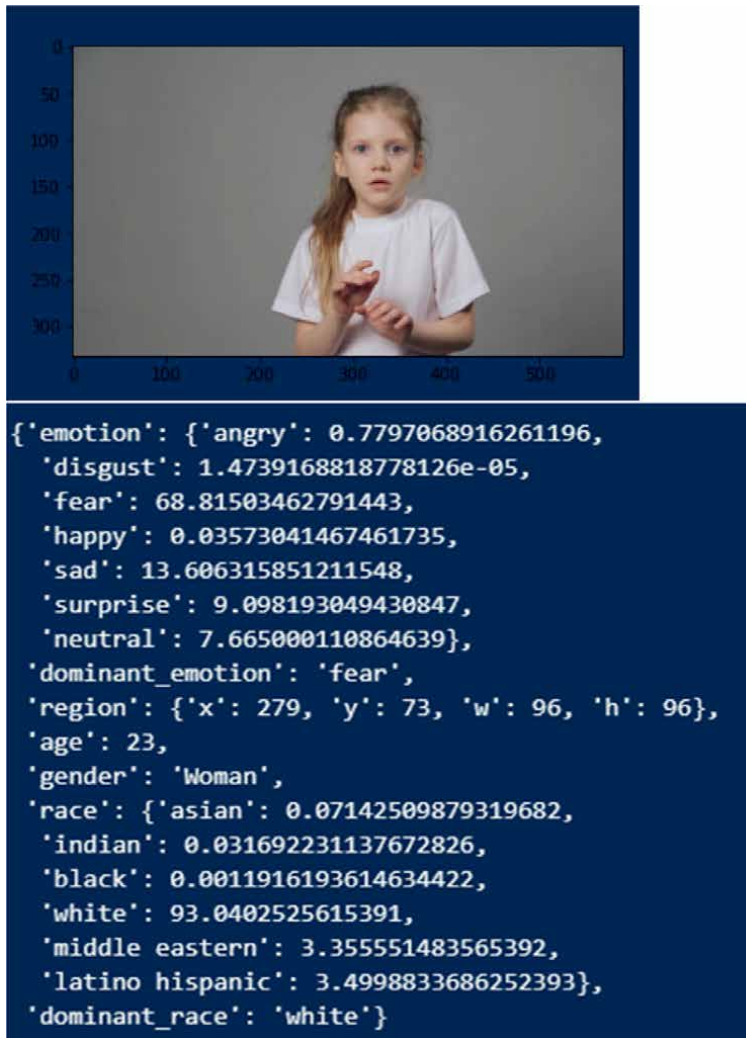 0
50
100
150
200
250
300
0 100 200 300 400 500
{'emotion': {'angry': 0.7797068916261196,
'disgust': 1.4739168818778126e-05,
'fear': 68.81503462791443,
'happy': 0.03573041467461735,
'sad': 13.606315851211548,
'surprise': 9.098193049430847,
'neutral': 7.665000110864639},
'dominant_emotion': 'fear',
'region': {'x': 279, 'y': 73, 'w': 96, 'h': 96},
'age': 23,
'gender': 'Woman',
'race': {'asian': 0.07142509879319682,
'indian': 0.031692231137672826,
'black': 0.0011916193614634422,
'white': 93.0402525615391,
'middle eastern': 3.355551483565392,
'latino hispanic': 3.4998833686252393},
'dominant_race': 'white'}